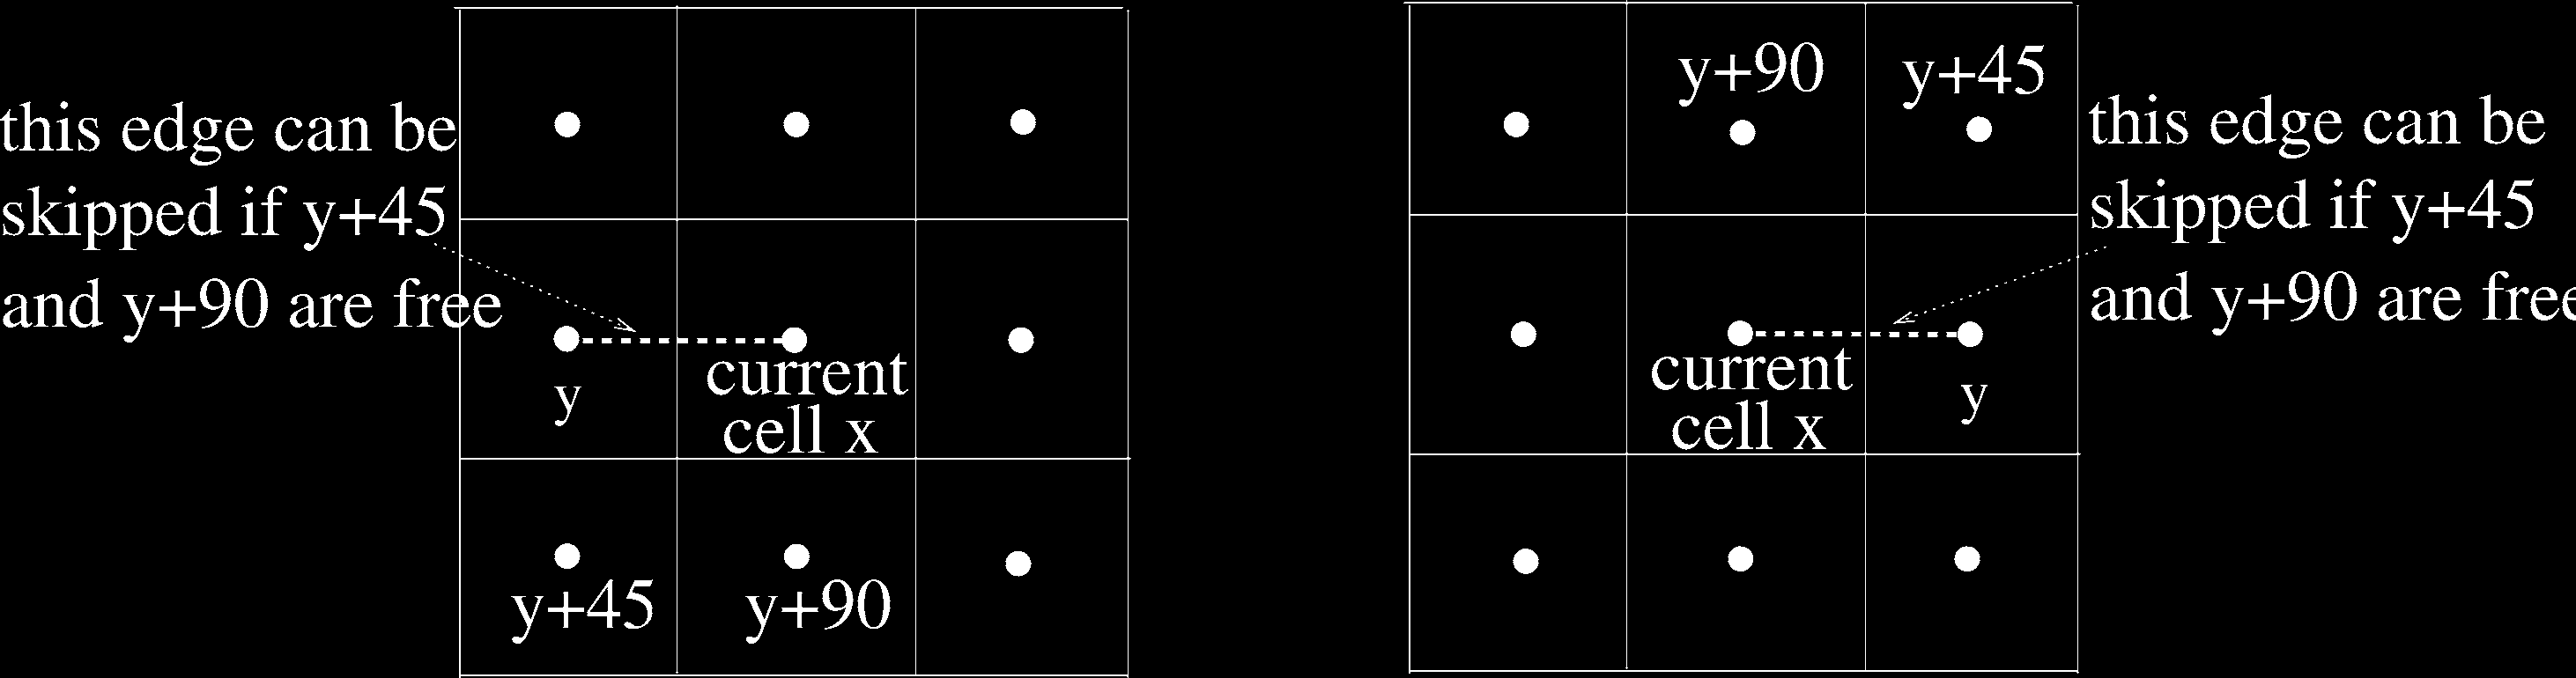 this edge can be
skipped if y+45
and y+90 are free
y
current
cell x
y+45
y+90
y+90
y+45
this edge can be
skipped if y+45
and y+90 are free
current
cell x
y